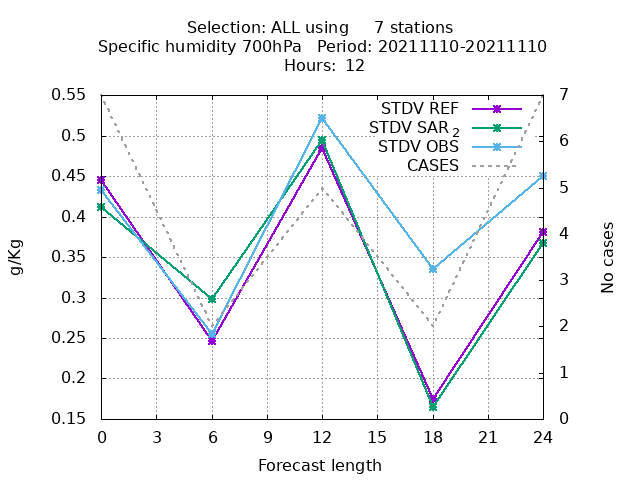 Selection: ALL using     7 stations
Specific humidity 700hPa   Period: 20211110-20211110
Hours: 12
STDV REF
STDV SAR_2
STDV OBS
CASES
0.55
0.5
0.45
0.4
0.35
0.3
0.25
0.2
0.15
g/Kg
7
6
5
4
3
2
1
0
No cases
0 3 6 9 12 15 18 21 24
Forecast length